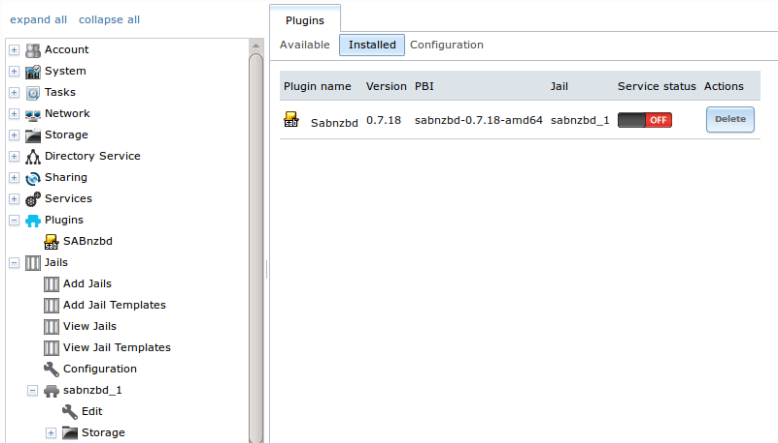 expand all collapse all
Account
System
Tasks
Network
Storage
Directory Service
Sharing
Services
Plugins
SABnzbd
Jails
Add Jails
Add Jail Templates
View Jails
View Jail Templates
Configuration
sabnzbd_1
Edit
Storage
Plugins
Available Installed Configuration
Plugin name Version PBI Jail Service status Actions
Sabnzbd 0.7.18 sabnzbd-0.7.18-amd64 sabnzbd_1 OFF Delete